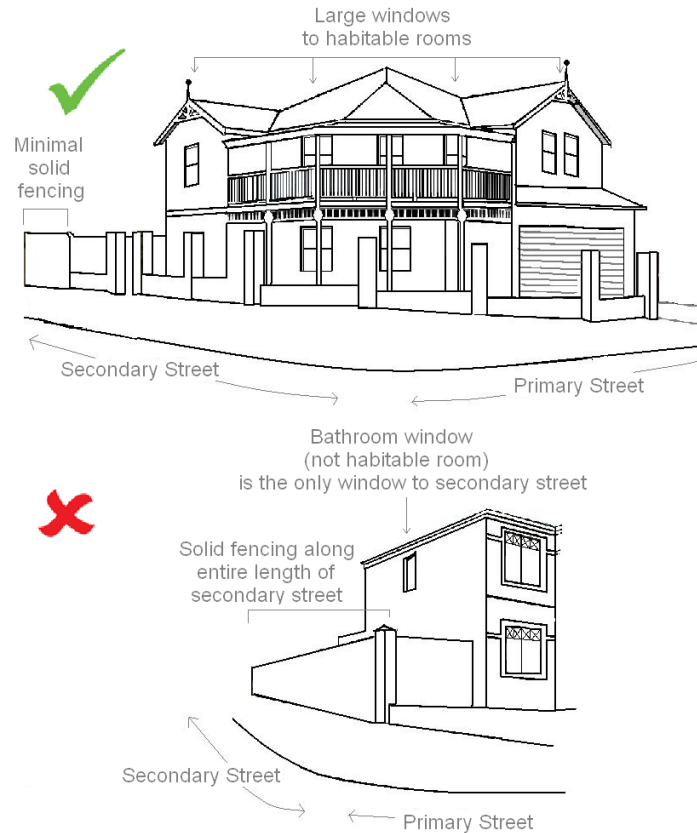 Large windows
to habitable rooms
Minimal
solid
fencing
Secondary Street
Primary Street
Bathroom window
(not habitable room)
is the only window to secondary street
Solid fencing along
entire length of
secondary street
Secondary Street
Primary Street